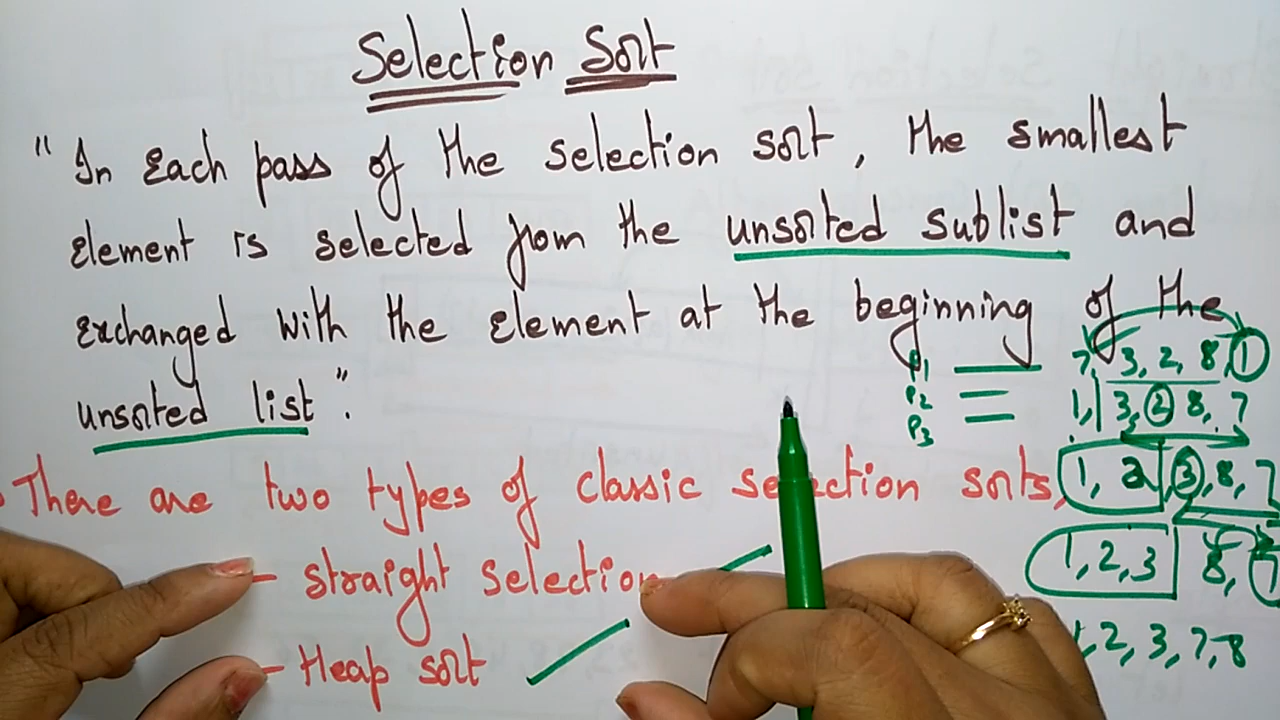 Selection Sort
"In Each pass of the selection sort, the smallest
Element is selected from the unsorted sublist and
Exchanged with the Element at the beginning of the
unsorted list".
P1 7, 3, 2, 8, 1
P2 1, 3, 2 8, 7
P3
There are two types of classic selection sorts, 1, 2, 3, 8, 7
- straight selection 1, 2, 3 8, 7
- Heap sort 1, 2, 3, 7, 8